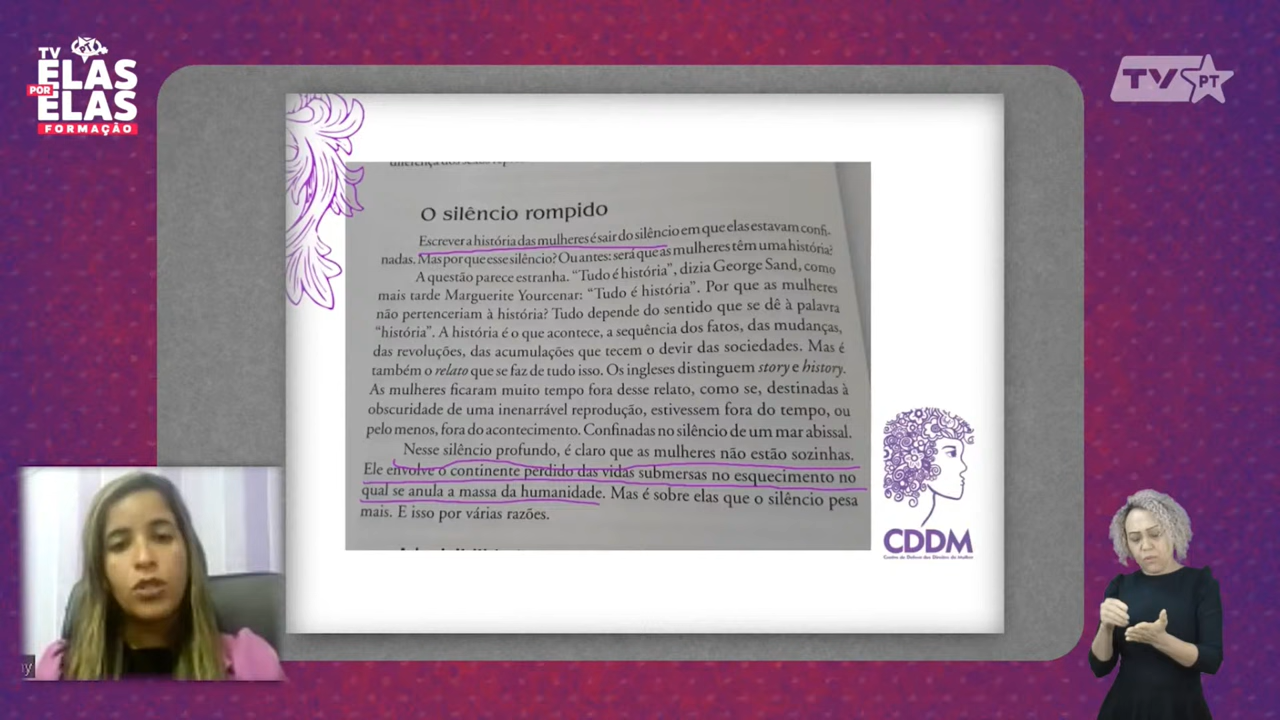 TV
ELAS
POR
ELAS
FORMAÇÃO
TV PT
O silêncio rompido
Escrever a história das mulheres é sair do silêncio em que elas estavam confi-
nadas. Mas por que esse silêncio? Ou antes: será que as mulheres têm uma história?
A questão parece estranha. “Tudo é história”, dizia George Sand, como
mais tarde Marguerite Yourcenar: “Tudo é história”. Por que as mulheres
não pertenceriam à história? Tudo depende do sentido que se dê à palavra
“história”. A história é o que acontece, a sequência dos fatos, das mudanças,
das revoluções, das acumulações que tecem o devir das sociedades. Mas é
também o relato que se faz de tudo isso. Os ingleses distinguem story e history.
As mulheres ficaram muito tempo fora desse relato, como se, destinadas à
obscuridade de uma inenarrável reprodução, estivessem fora do tempo, ou
pelo menos, fora do acontecimento. Confinadas no silêncio de um mar abissal.
Nesse silêncio profundo, é claro que as mulheres não estão sozinhas.
Ele envolve o continente perdido das vidas submersas no esquecimento no
qual se anula a massa da humanidade. Mas é sobre elas que o silêncio pesa
mais. E isso por várias razões.
CDDM
Centro de Defesa dos Direitos da Mulher